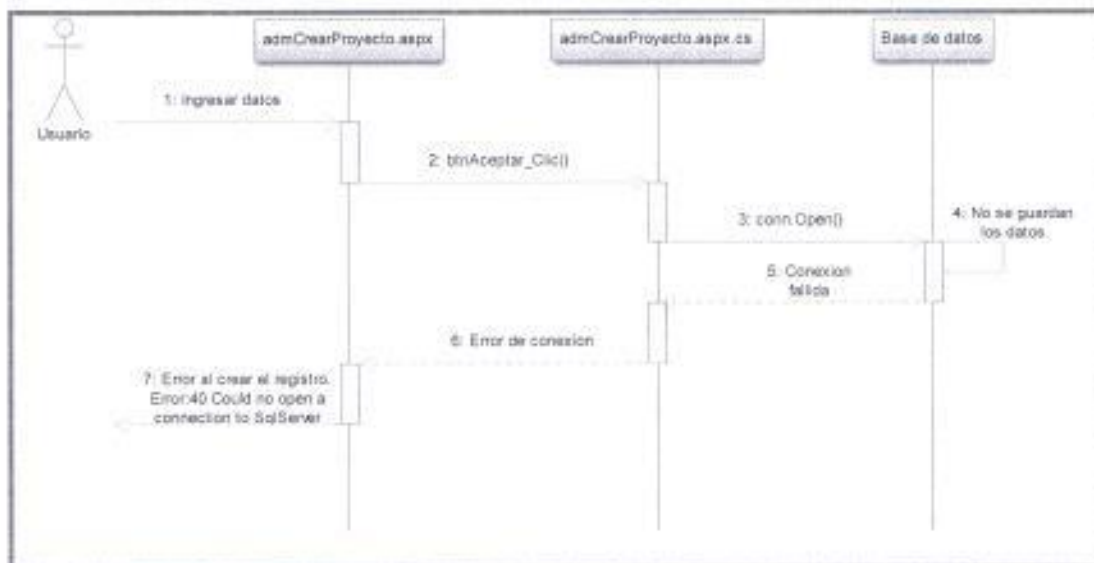 admCrearProyecto.aspx
admCrearProyecto.aspx.cs
Base de datos
Usuario
1: Ingresar datos
2: btnAceptar_Clic()
3: conn.Open()
4: No se guardan
los datos
5: Conexion
fallida
6: Error de conexion
7: Error al crear el registro.
Error:40 Could no open a
connection to SqlServer